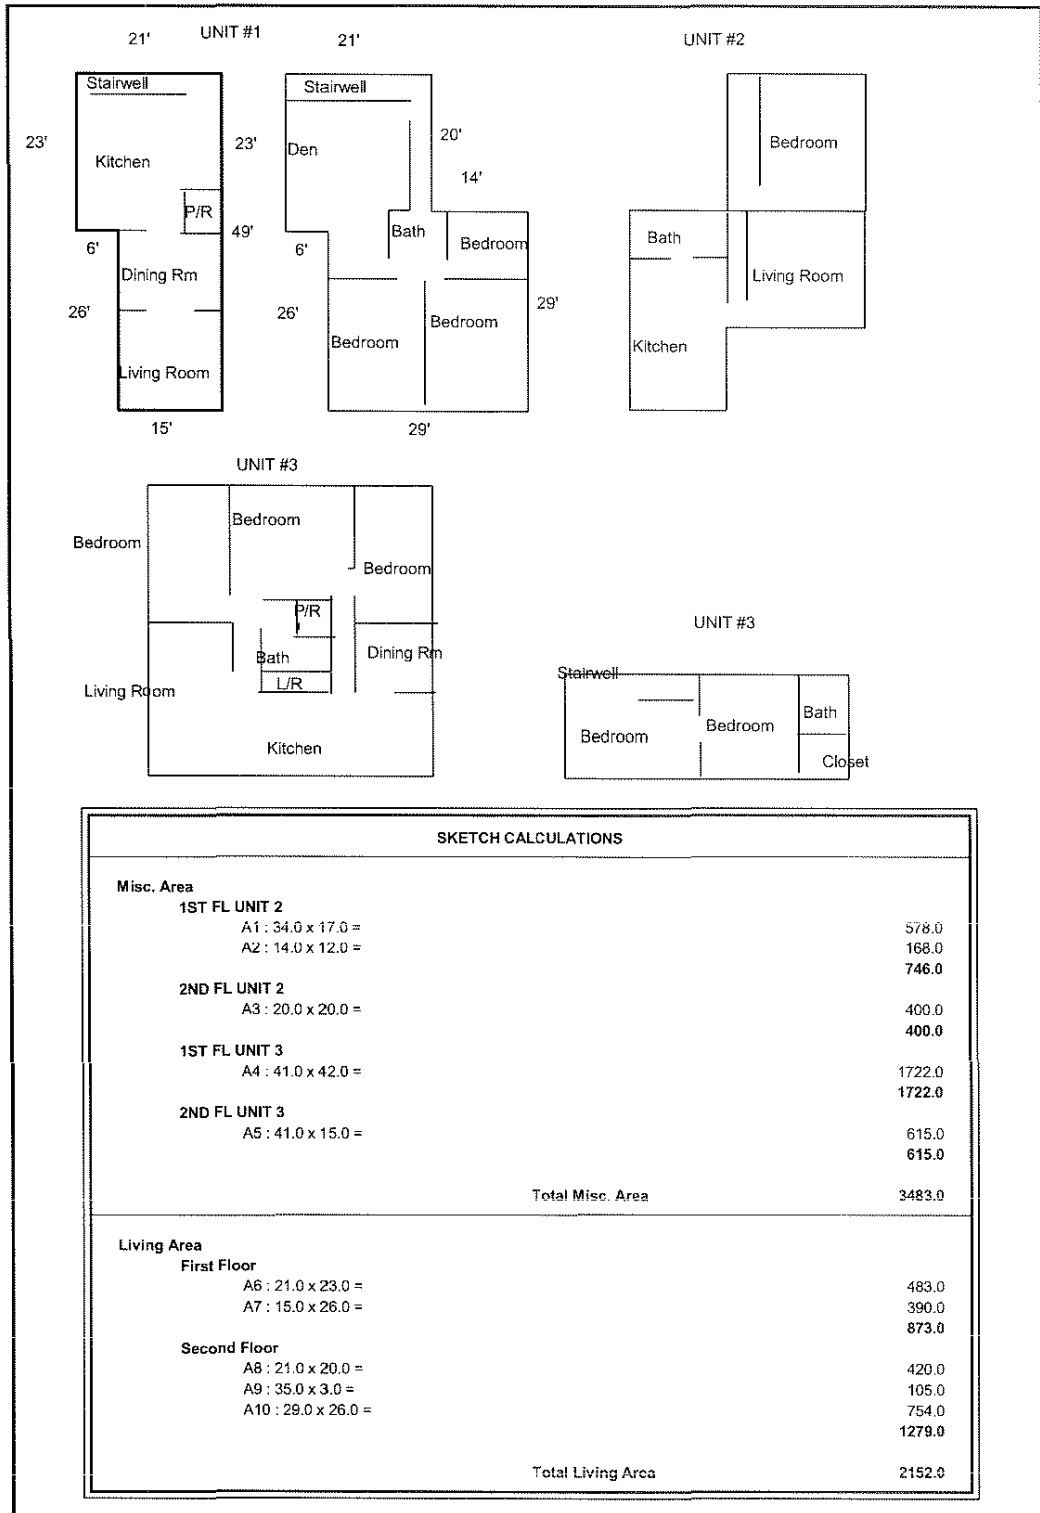 UNIT #1
21'
21'
UNIT #2
Stairwell
Stairwell
23'
23'
Den
20'
Bedroom
Kitchen
14'
P/R
49'
Bath
Bedroom
Bath
6'
6'
Dining Rm
Living Room
26'
26'
29'
Bedroom
Bedroom
Kitchen
Living Room
15'
29'
UNIT #3
Bedroom
Bedroom
Bedroom
P/R
UNIT #3
Bath
Dining Rm
Stairwell
L/R
Living Room
Bath
Bedroom
Bedroom
Kitchen
Closet
SKETCH CALCULATIONS
Misc. Area
1ST FL UNIT 2
A1 : 34.0 x 17.0 = 578.0
A2 : 14.0 x 12.0 = 168.0
746.0
2ND FL UNIT 2
A3 : 20.0 x 20.0 = 400.0
400.0
1ST FL UNIT 3
A4 : 41.0 x 42.0 = 1722.0
1722.0
2ND FL UNIT 3
A5 : 41.0 x 15.0 = 615.0
615.0
Total Misc. Area 3483.0
Living Area
First Floor
A6 : 21.0 x 23.0 = 483.0
A7 : 15.0 x 26.0 = 390.0
873.0
Second Floor
A8 : 21.0 x 20.0 = 420.0
A9 : 35.0 x 3.0 = 105.0
A10 : 29.0 x 26.0 = 754.0
1279.0
Total Living Area 2152.0